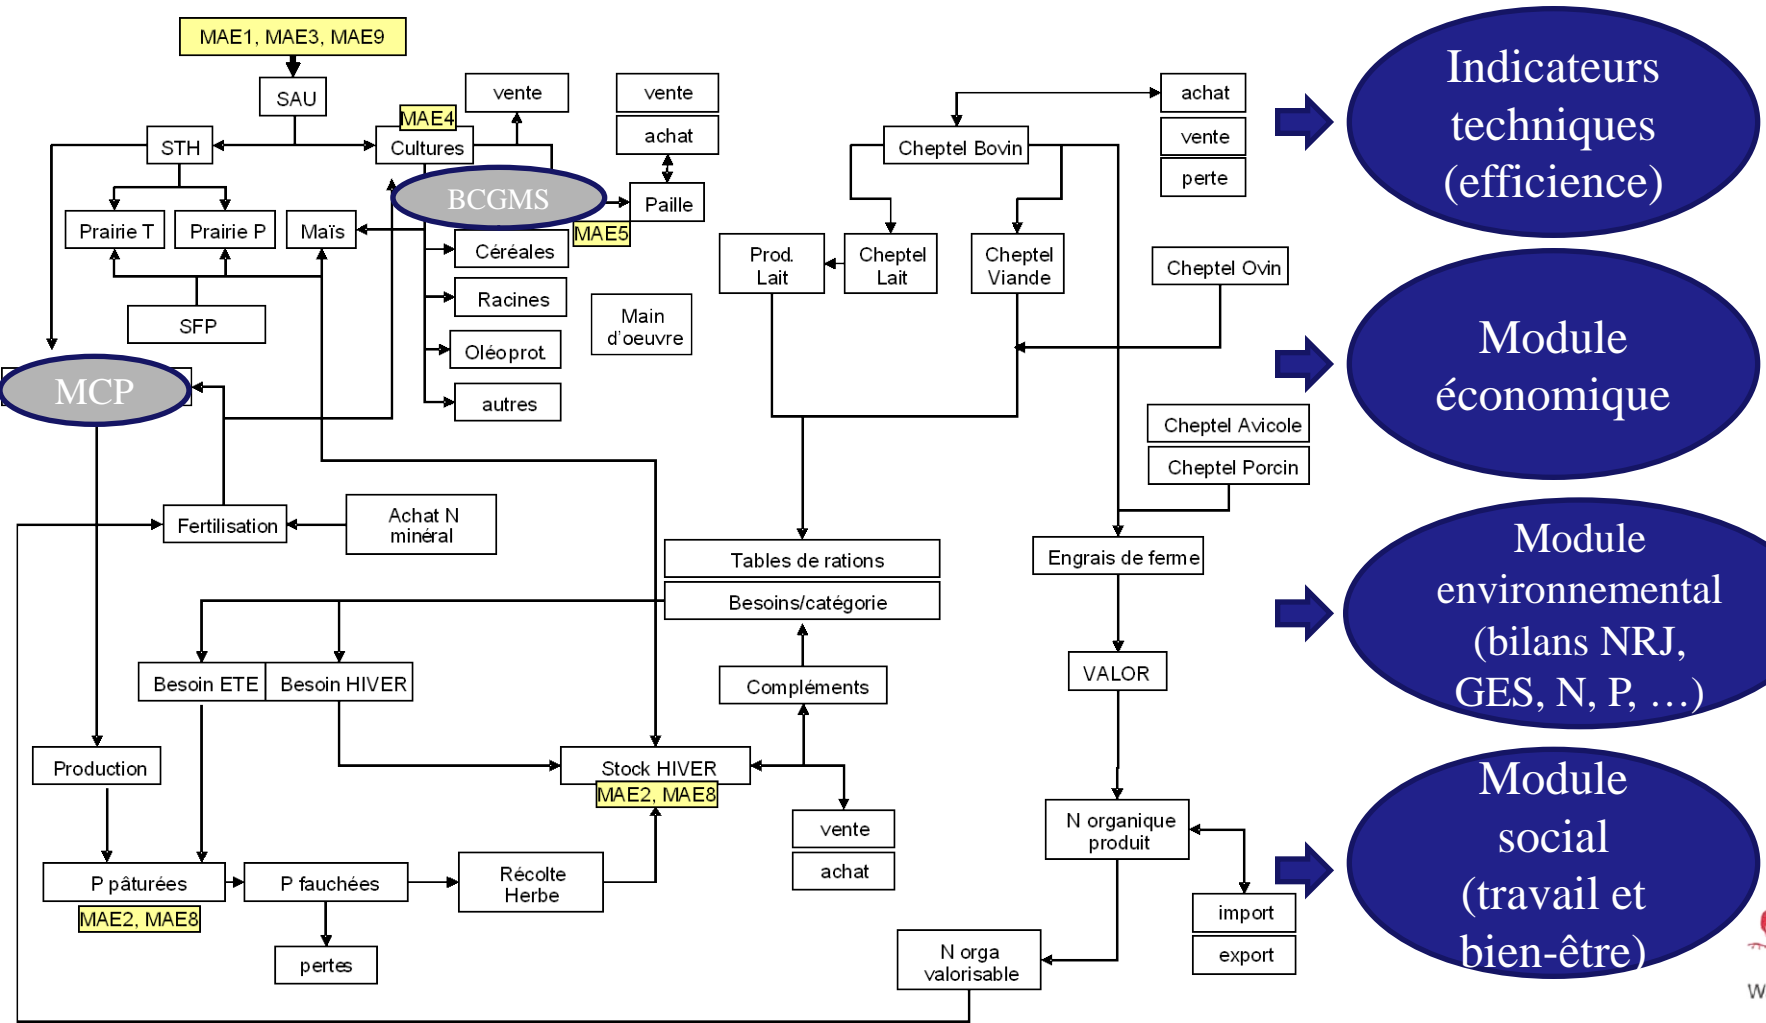 MAE1, MAE3, MAE9
SAU
MAE4
vente
vente
achat
STH
Cultures
BCGMS
Paille
MAE5
Prairie T
Prairie P
Maïs
Céréales
Racines
Oléoprot.
autres
SFP
Main
d'oeuvre
MCP
Fertilisation
Achat N
minéral
Cheptel Bovin
achat
vente
perte
Prod.
Lait
Cheptel
Lait
Cheptel
Viande
Cheptel Ovin
Cheptel Avicole
Cheptel Porcin
Tables de rations
Besoins/catégorie
Engrais de ferme
Besoin ETE
Besoin HIVER
Compléments
VALOR
Production
Stock HIVER
MAE2, MAE8
vente
achat
N organique
produit
P pâturées
MAE2, MAE8
P fauchées
Récolte
Herbe
pertes
import
export
N orga
valorisable
Indicateurs
techniques
(efficience)
Module
économique
Module
environnemental
(bilans NRJ,
GES, N, P, …)
Module
social
(travail et
bien-être)